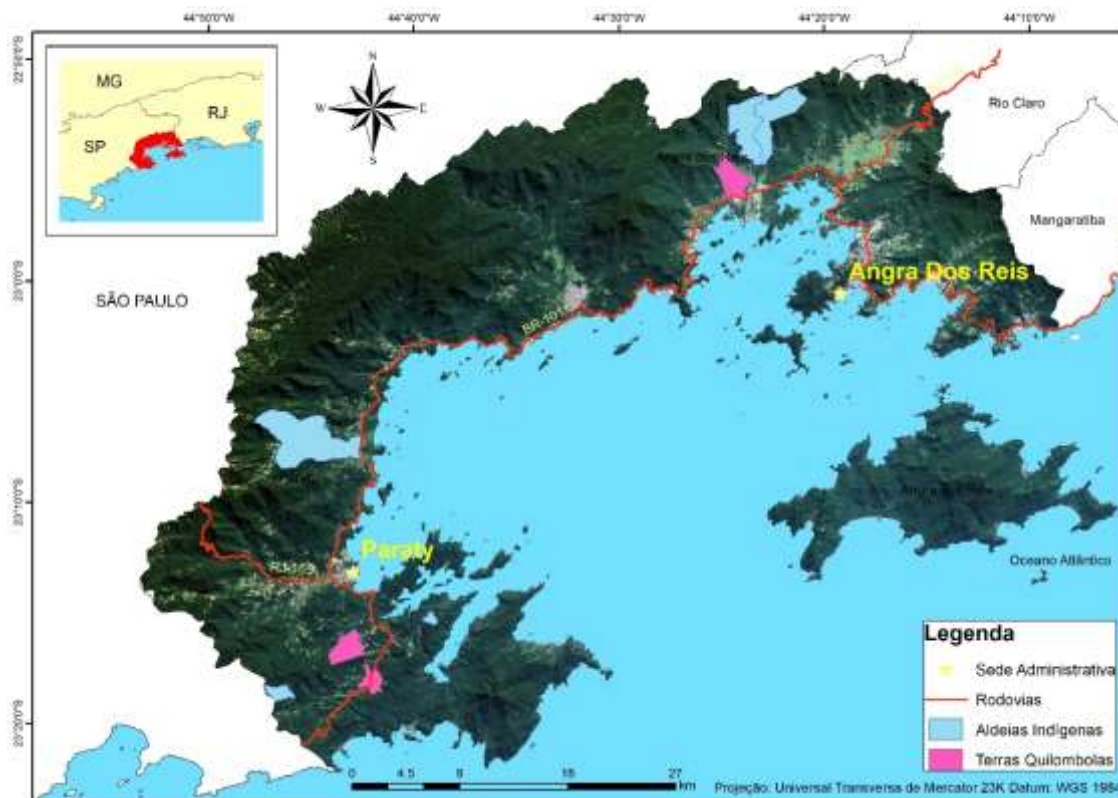 44°50'0"W
44°40'0"W
44°30'0"W
44°20'0"W
44°10'0"W
MG
RJ
SP
N
W
E
S
Rio Claro
Mangaratiba
Angra Dos Reis
23°0'0"S
SÃO PAULO
BR-101
23°10'0"S
Paraty
Oceano Atlântico
23°20'0"S
Legenda
Sede Administrativa
Rodovias
Aldeias Indígenas
Terras Quilombolas
0 4,5 9 18 27
km
Projeção: Universal Transversa de Mercator 23K Datum: WGS 198